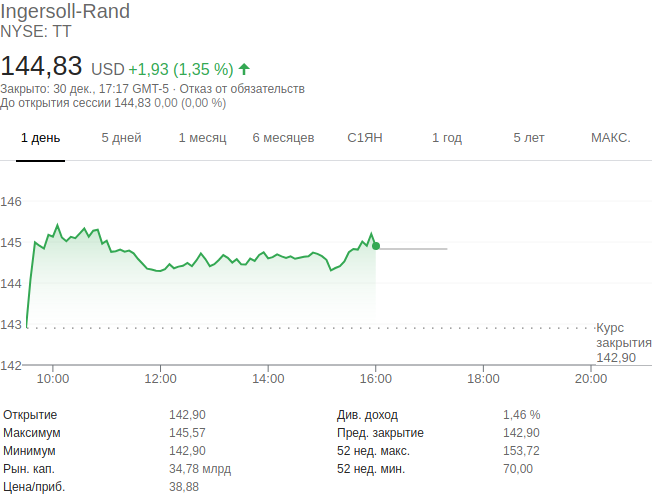 Ingersoll-Rand
NYSE: TT
144,83 USD +1,93 (1,35 %)
Закрыто: 30 дек., 17:17 GMT-5 · Отказ от обязательств
До открытия сессии 144,83 0,00 (0,00 %)
1 день 5 дней 1 месяц 6 месяцев С1ЯН 1 год 5 лет МАКС.
146
145
144
143
Курс
закрытия
142,90
142
10:00 12:00 14:00 16:00 18:00 20:00
Открытие 142,90 Див. доход 1,46 %
Максимум 145,57 Пред. закрытие 142,90
Минимум 142,90 52 нед. макс. 153,72
Рын. кап. 34,78 млрд 52 нед. мин. 70,00
Цена/приб. 38,88